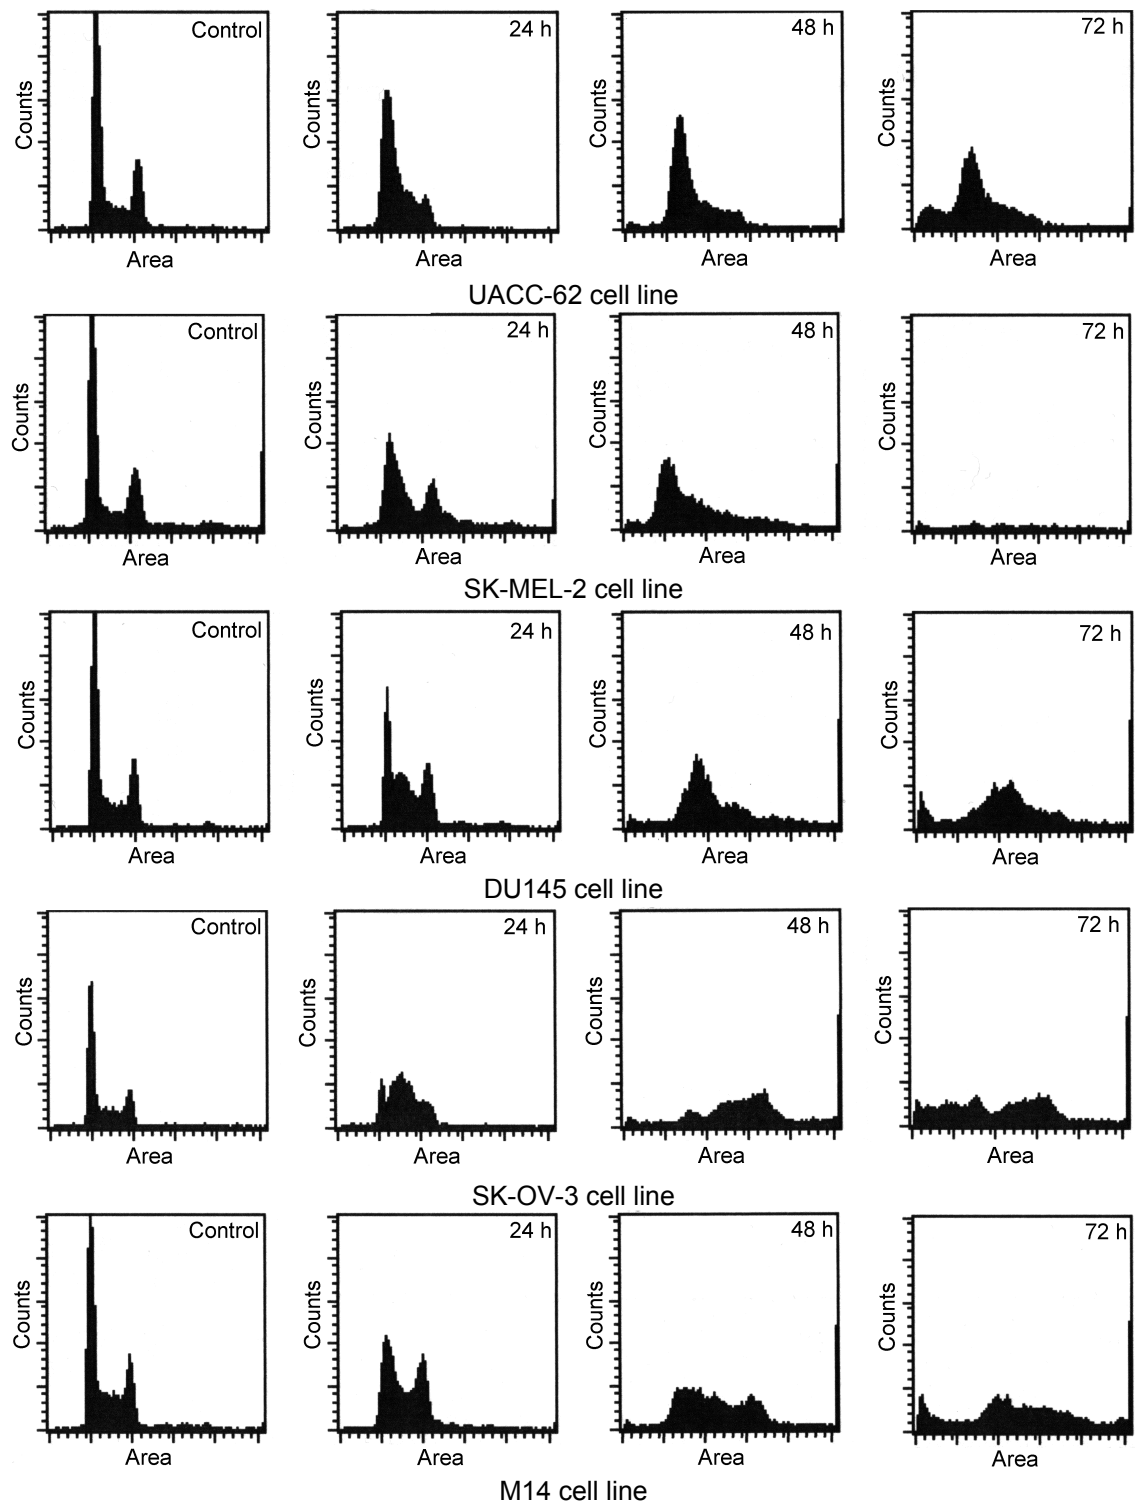 Control
24 h
48 h
72 h
Counts
Counts
Counts
Counts
Area
Area
Area
Area
UACC-62 cell line
Control
24 h
48 h
72 h
Counts
Counts
Counts
Counts
Area
Area
Area
Area
SK-MEL-2 cell line
Control
24 h
48 h
72 h
Counts
Counts
Counts
Counts
Area
Area
Area
Area
DU145 cell line
Control
24 h
48 h
72 h
Counts
Counts
Counts
Counts
Area
Area
Area
Area
SK-OV-3 cell line
Control
24 h
48 h
72 h
Counts
Counts
Counts
Counts
Area
Area
Area
Area
M14 cell line